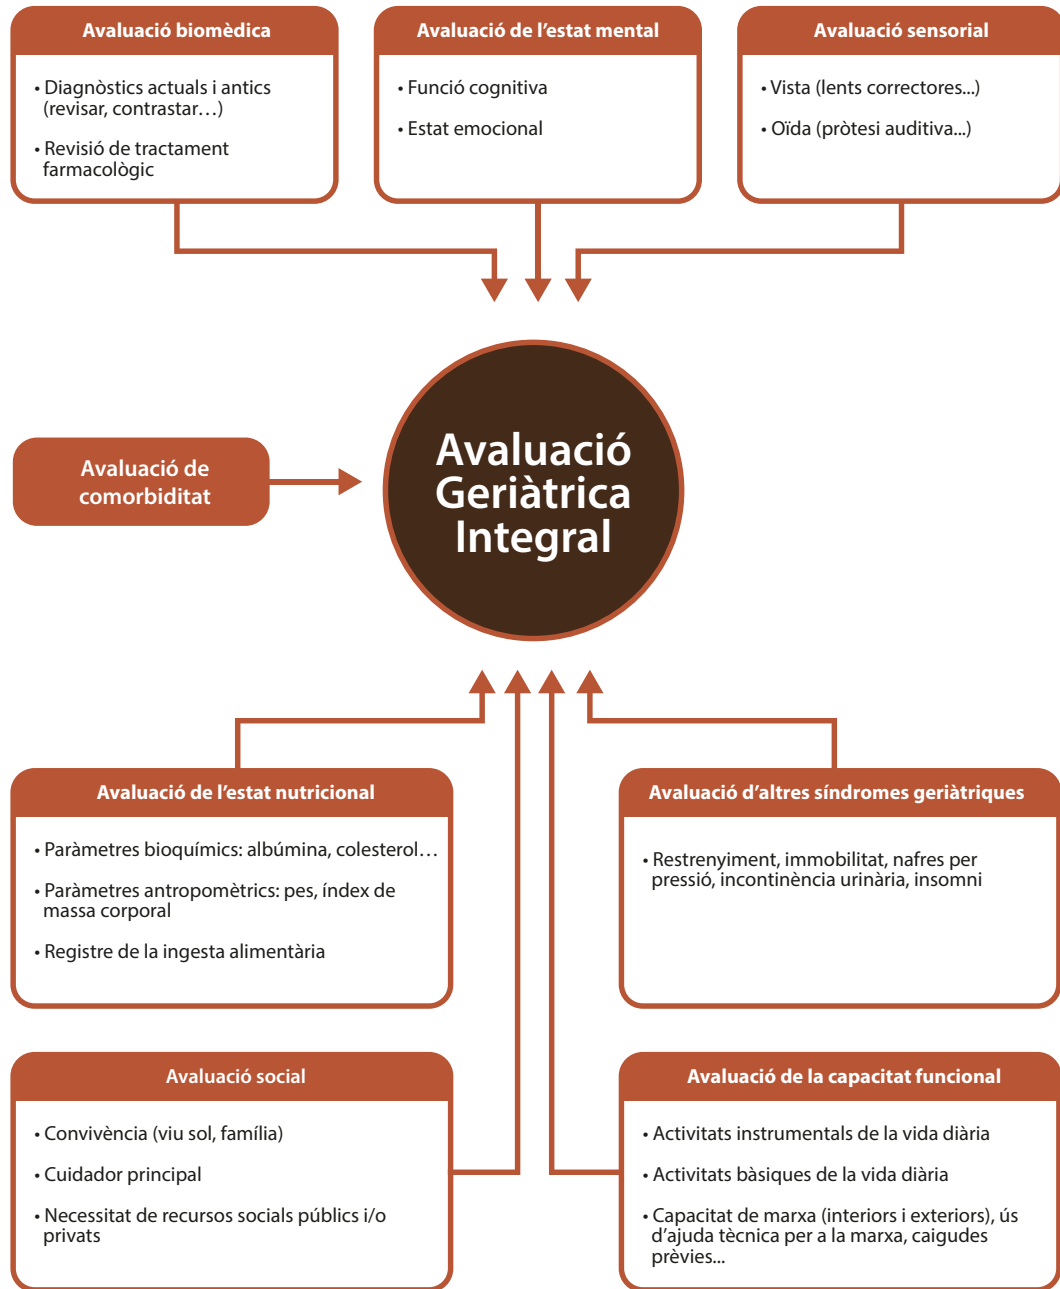 Avaluació biomèdica
• Diagnòstics actuals i antics
(revisar, contrastar…)
• Revisió de tractament
farmacològic
Avaluació de l’estat mental
• Funció cognitiva
• Estat emocional
Avaluació sensorial
• Vista (lents correctores...)
• Oïda (pròtesi auditiva...)
Avaluació de
comorbiditat
Avaluació
Geriàtrica
Integral
Avaluació de l’estat nutricional
• Paràmetres bioquímics: albúmina, colesterol…
• Paràmetres antropomètrics: pes, índex de
massa corporal
• Registre de la ingesta alimentària
Avaluació d’altres síndromes geriàtriques
• Restrenyiment, immobilitat, nafres per
pressió, incontinència urinària, insomni
Avaluació social
• Convivència (viu sol, família)
• Cuidador principal
• Necessitat de recursos socials públics i/o
privats
Avaluació de la capacitat funcional
• Activitats instrumentals de la vida diària
• Activitats bàsiques de la vida diària
• Capacitat de marxa (interiors i exteriors), ús
d’ajuda tècnica per a la marxa, caigudes
prèvies...